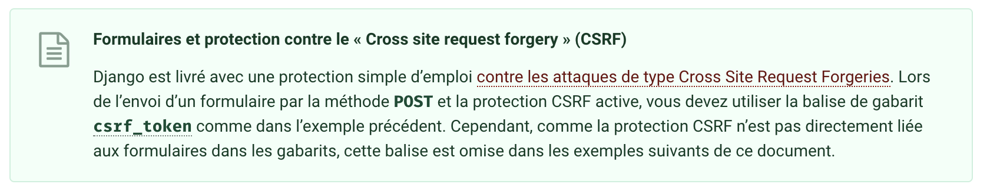 Formulaires et protection contre le « Cross site request forgery » (CSRF)
Django est livré avec une protection simple d’emploi contre les attaques de type Cross Site Request Forgeries. Lors
de l’envoi d’un formulaire par la méthode POST et la protection CSRF active, vous devez utiliser la balise de gabarit
csrf_token comme dans l’exemple précédent. Cependant, comme la protection CSRF n’est pas directement liée
aux formulaires dans les gabarits, cette balise est omise dans les exemples suivants de ce document.